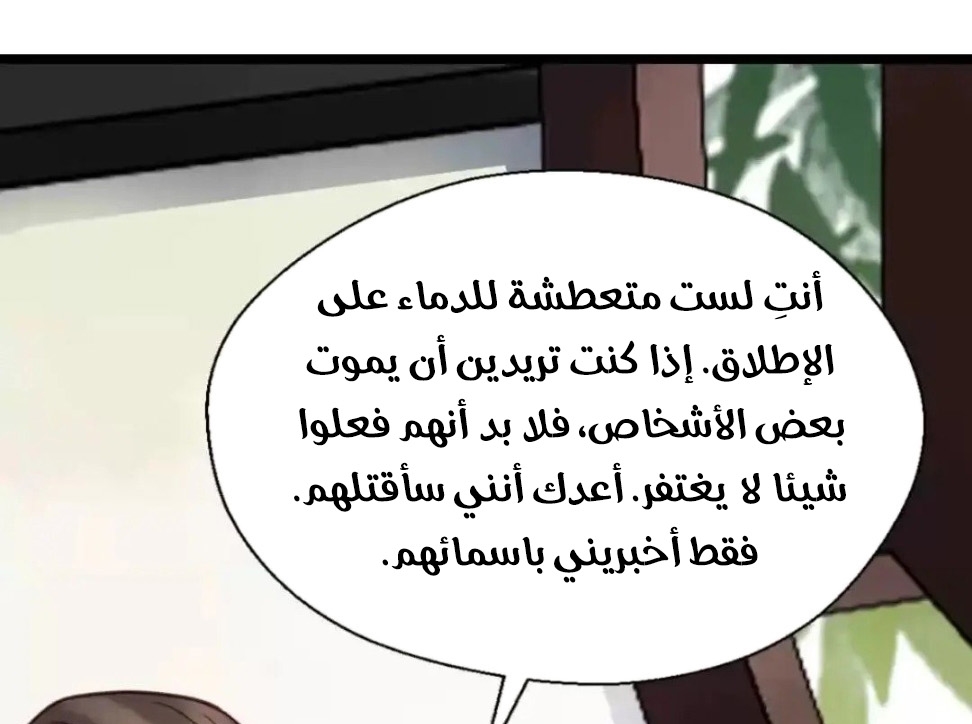 أنتِ لست متعطشة للدماء على
الإطلاق. إذا كنت تريدين أن يموت
بعض الأشخاص، فلا بد أنهم فعلوا
شيئا لا يغتفر. أعدك أنني سأقتلهم.
فقط أخبريني باسمائهم.